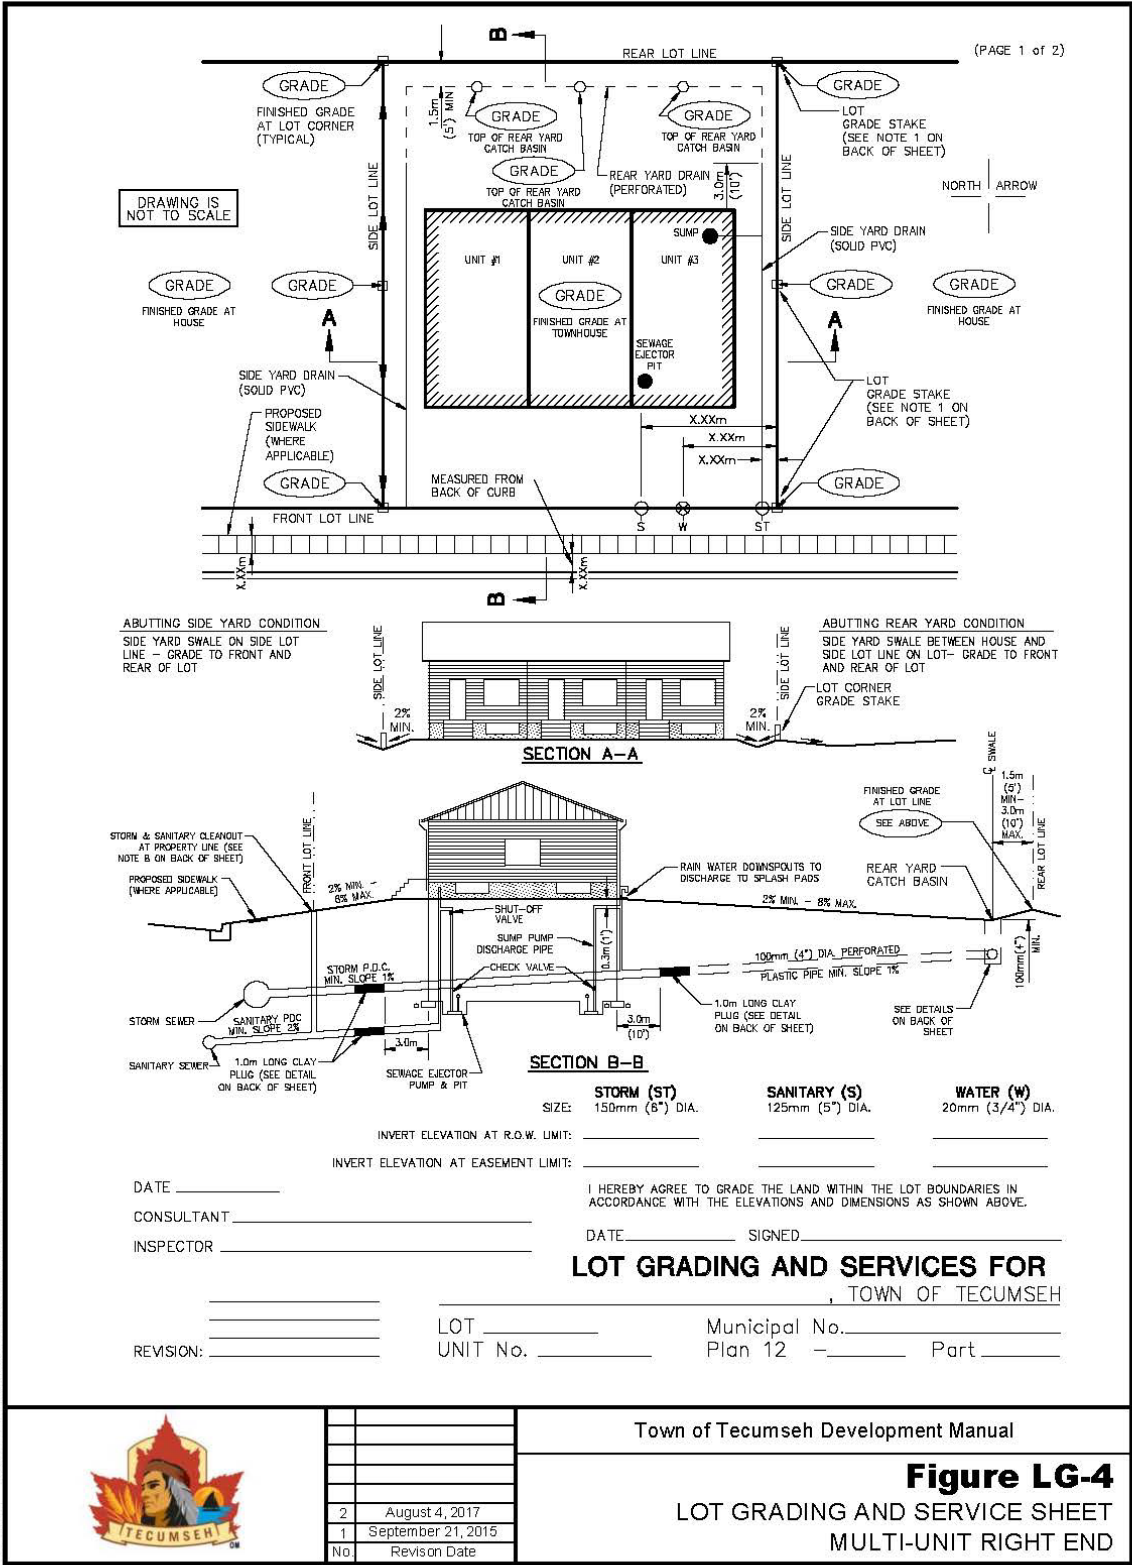 B
REAR LOT LINE
(PAGE 1 of 2)
GRADE
FINISHED GRADE
AT LOT CORNER
(TYPICAL)
1.5m
(5') MIN
GRADE
TOP OF REAR YARD
CATCH BASIN
GRADE
TOP OF REAR YARD
CATCH BASIN
GRADE
TOP OF REAR YARD
CATCH BASIN
REAR YARD DRAIN
(PERFORATED)
3.0m
(10")
GRADE
LOT
GRADE STAKE
(SEE NOTE 1 ON
BACK OF SHEET)
NORTH ARROW
DRAWING IS
NOT TO SCALE
SIDE LOT LINE
SIDE LOT LINE
SIDE YARD DRAIN
(SOLID PVC)
SUMP
UNIT #1
UNIT #2
UNIT #3
GRADE
FINISHED GRADE AT
HOUSE
GRADE
GRADE
FINISHED GRADE AT
TOWNHOUSE
GRADE
GRADE
FINISHED GRADE AT
HOUSE
A
A
SEWAGE
EJECTOR
PIT
SIDE YARD DRAIN
(SOLID PVC)
LOT
GRADE STAKE
(SEE NOTE 1 ON
BACK OF SHEET)
PROPOSED
SIDEWALK
(WHERE
APPLICABLE)
X.XXm
X.XXm
X.XXm
GRADE
MEASURED FROM
BACK OF CURB
GRADE
FRONT LOT LINE
S
W
ST
X.XXm
X.XXm
B
ABUTTING SIDE YARD CONDITION
SIDE YARD SWALE ON SIDE LOT
LINE - GRADE TO FRONT AND
REAR OF LOT
SIDE LOT LINE
SIDE LOT LINE
ABUTTING REAR YARD CONDITION
SIDE YARD SWALE BETWEEN HOUSE AND
SIDE LOT LINE ON LOT- GRADE TO FRONT
AND REAR OF LOT
LOT CORNER
GRADE STAKE
2%
MIN.
2%
MIN.
SECTION A-A
℄ SWALE
1.5m
(5')
MIN-
3.0m
(10")
MAX.
REAR LOT LINE
FINISHED GRADE
AT LOT LINE
SEE ABOVE
REAR YARD
CATCH BASIN
STORM & SANITARY CLEANOUT
AT PROPERTY LINE (SEE
NOTE 8 ON BACK OF SHEET)
FRONT LOT LINE
PROPOSED SIDEWALK
(WHERE APPLICABLE)
2% MIN. -
8% MAX.
RAIN WATER DOWNSPOUTS TO
DISCHARGE TO SPLASH PADS
2% MIN. - 8% MAX.
SHUT-OFF
VALVE
SUMP PUMP
DISCHARGE PIPE
0.3m(1')
CHECK VALVE
STORM P.D.C.
MIN. SLOPE 1%
100mm (4") DIA. PERFORATED
PLASTIC PIPE MIN. SLOPE 1%
100mm(4")
MIN.
STORM SEWER
SANITARY PDC
MIN. SLOPE 2%
3.0m
3.0m
(10')
1.0m LONG CLAY
PLUG (SEE DETAIL
ON BACK OF SHEET)
SEE DETAILS
ON BACK OF
SHEET
SANITARY SEWER
1.0m LONG CLAY
PLUG (SEE DETAIL
ON BACK OF SHEET)
SEWAGE EJECTOR
PUMP & PIT
SECTION B-B
STORM (ST) SANITARY (S) WATER (W)
SIZE: 150mm (6") DIA. 125mm (5") DIA. 20mm (3/4") DIA.
INVERT ELEVATION AT R.O.W. LIMIT:
INVERT ELEVATION AT EASEMENT LIMIT:
DATE
CONSULTANT
INSPECTOR
I HEREBY AGREE TO GRADE THE LAND WITHIN THE LOT BOUNDARIES IN
ACCORDANCE WITH THE ELEVATIONS AND DIMENSIONS AS SHOWN ABOVE.
DATE SIGNED
LOT GRADING AND SERVICES FOR
, TOWN OF TECUMSEH
LOT Municipal No.
REVISION:
UNIT No. Plan 12 - Part
TECUMSEH
2 August 4, 2017
1 September 21, 2015
No. Revison Date
Town of Tecumseh Development Manual
Figure LG-4
LOT GRADING AND SERVICE SHEET
MULTI-UNIT RIGHT END